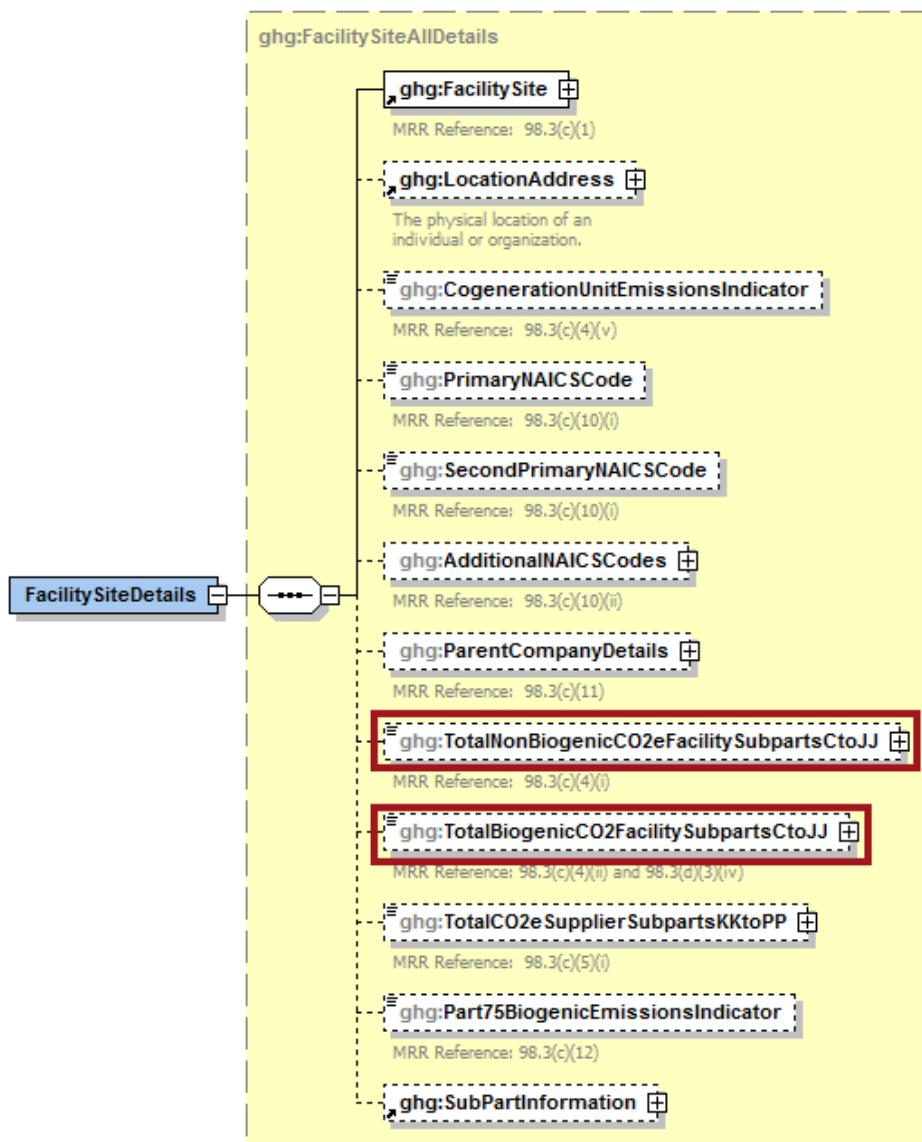 ghg:FacilitySiteAllDetails
ghg:FacilitySite
MRR Reference: 98.3(c)(1)
ghg:LocationAddress
The physical location of an
individual or organization.
ghg:CogenerationUnitEmissionsIndicator
MRR Reference: 98.3(c)(4)(v)
ghg:PrimaryNAICSCode
MRR Reference: 98.3(c)(10)(i)
ghg:SecondPrimaryNAICSCode
MRR Reference: 98.3(c)(10)(i)
ghg:AdditionalNAICSCodes
MRR Reference: 98.3(c)(10)(ii)
FacilitySiteDetails
ghg:ParentCompanyDetails
MRR Reference: 98.3(c)(11)
ghg:TotalNonBiogenicCO2eFacilitySubpartsCtoJJ
MRR Reference: 98.3(c)(4)(i)
ghg:TotalBiogenicCO2FacilitySubpartsCtoJJ
MRR Reference: 98.3(c)(4)(ii) and 98.3(d)(3)(iv)
ghg:TotalCO2eSupplierSubpartsKKtoPP
MRR Reference: 98.3(c)(5)(i)
ghg:Part75BiogenicEmissionsIndicator
MRR Reference: 98.3(c)(12)
ghg:SubPartInformation